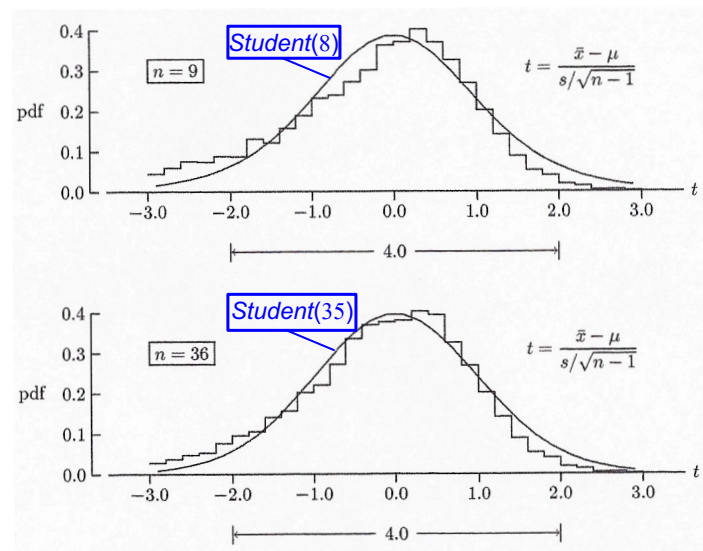 0.4
Student(8)
0.3
n = 9
t = x̄ − μ / s/√n − 1
pdf
0.2
0.1
0.0
t
−3.0 −2.0 −1.0 0.0 1.0 2.0 3.0
4.0
0.4
Student(35)
0.3
n = 36
t = x̄ − μ / s/√n − 1
pdf
0.2
0.1
0.0
t
−3.0 −2.0 −1.0 0.0 1.0 2.0 3.0
4.0